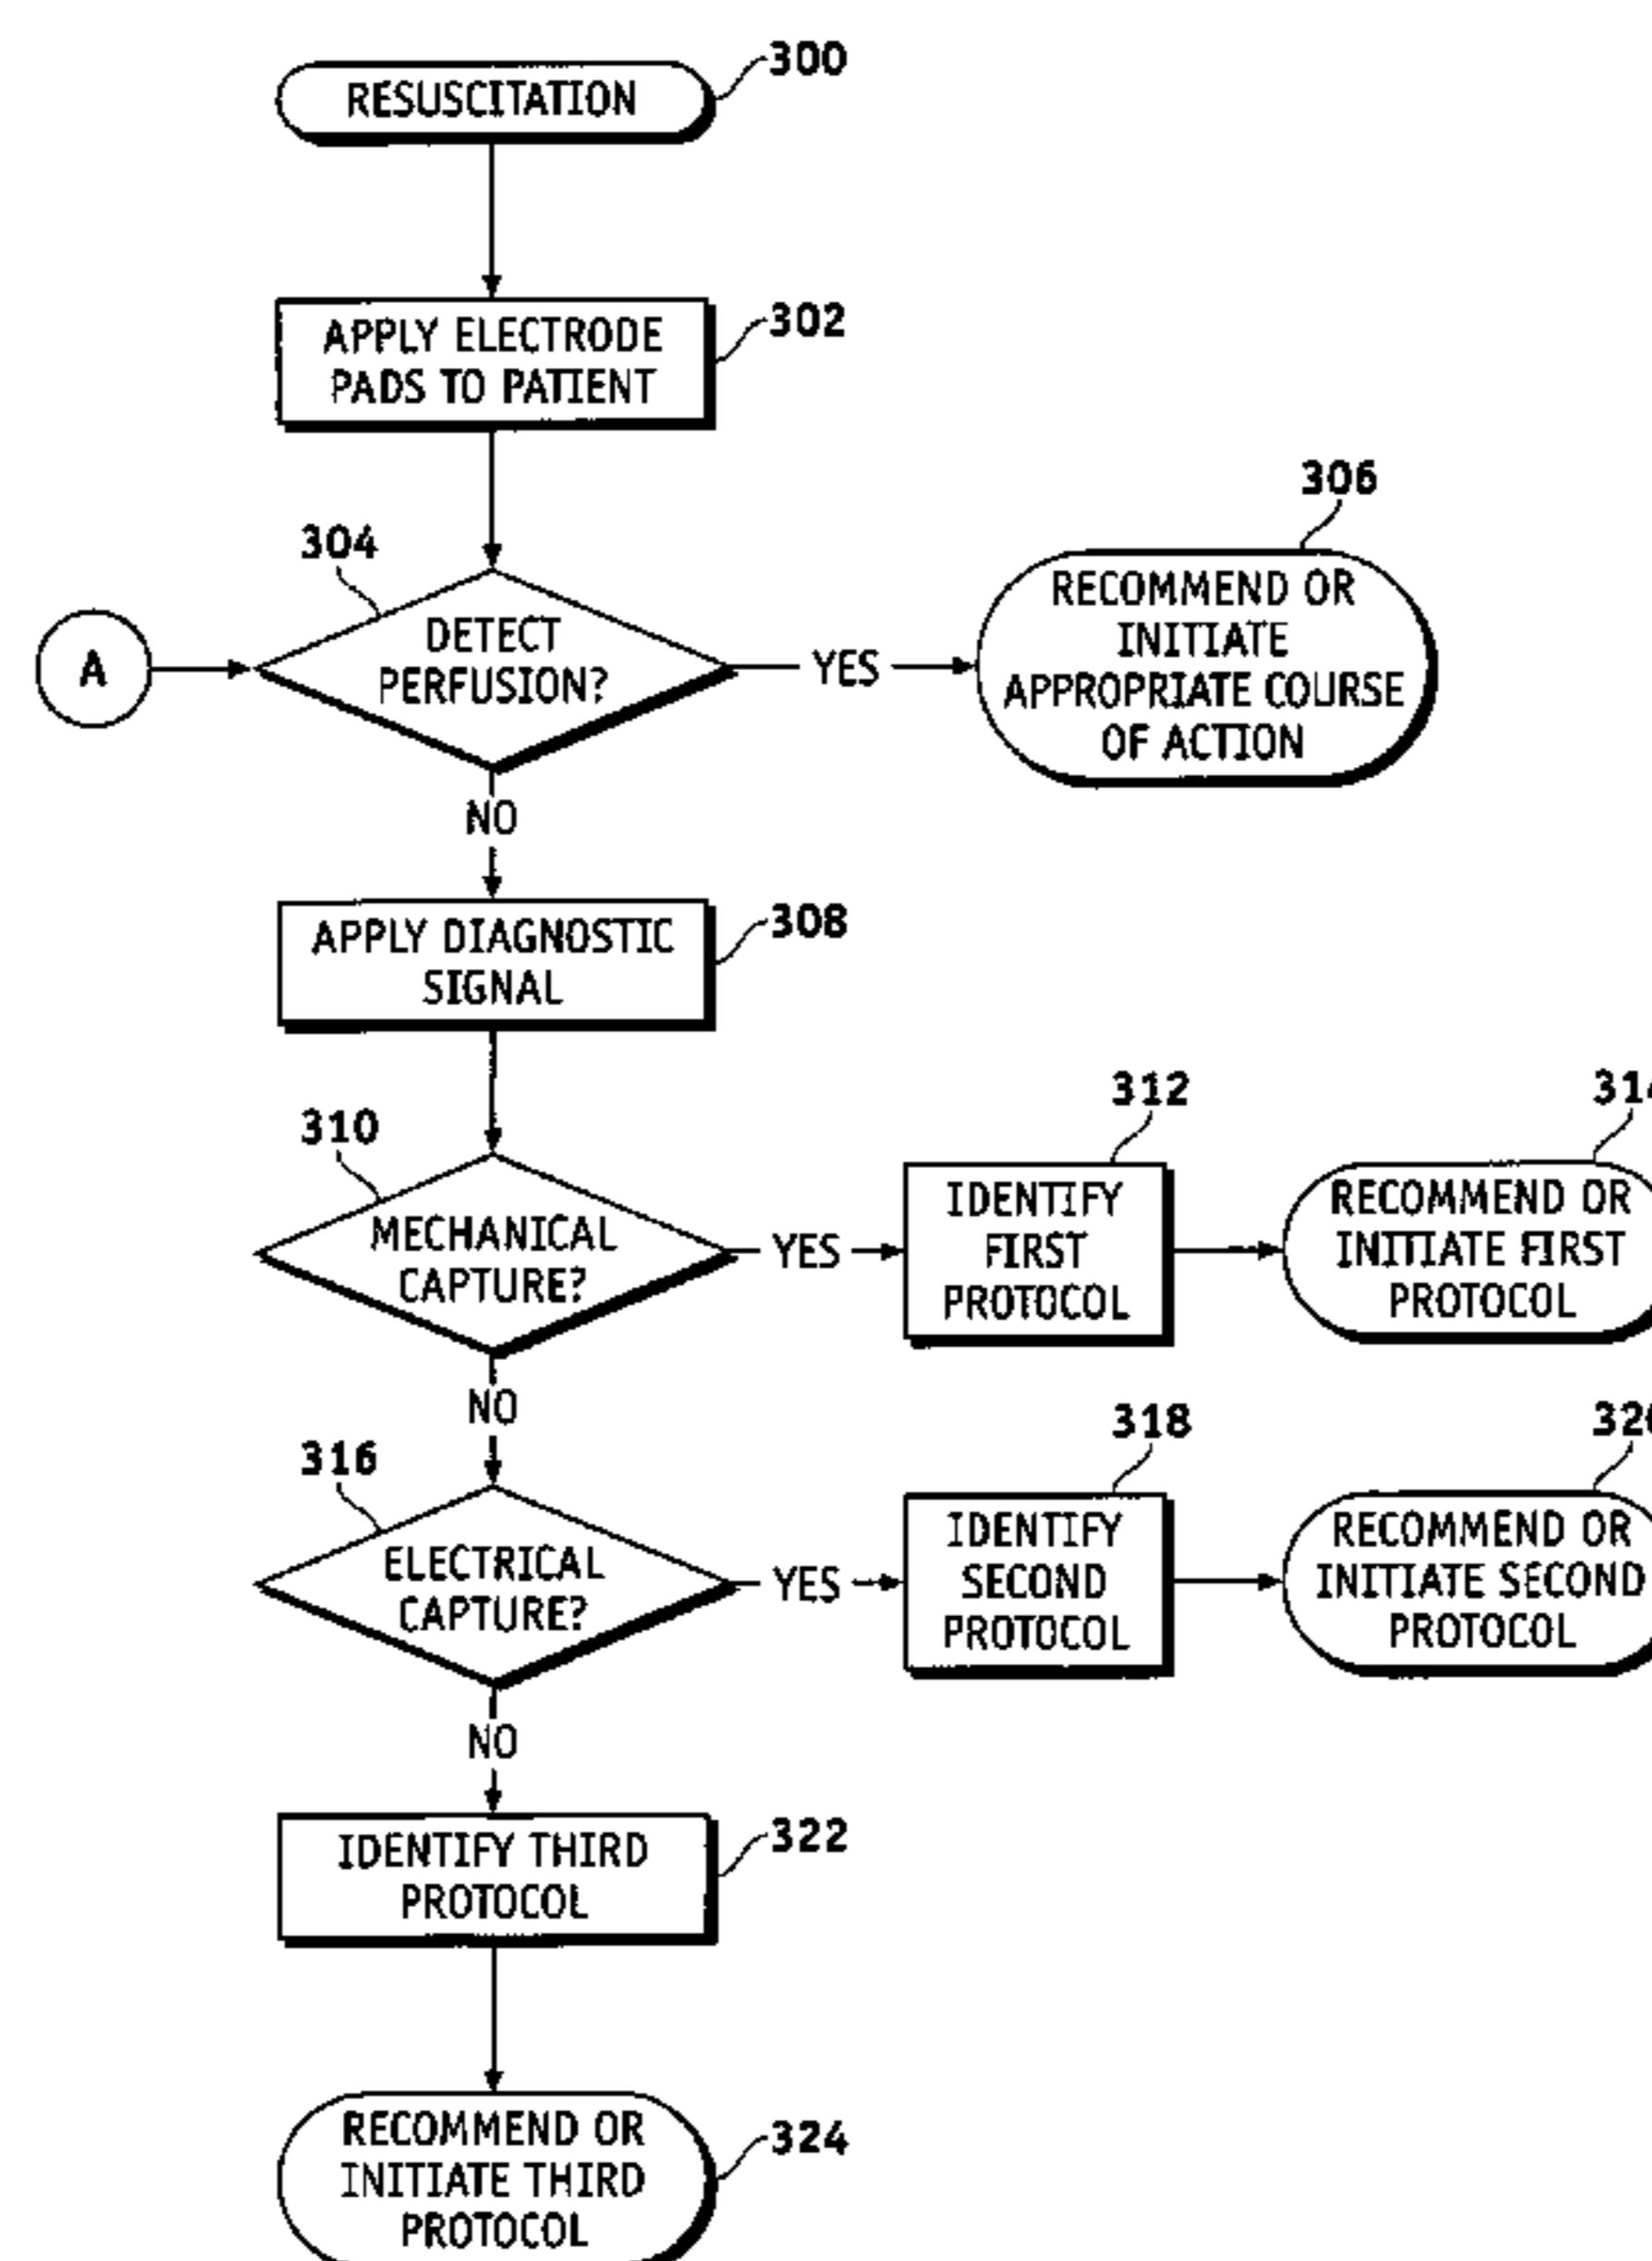 RESUSCITATION
300
APPLY ELECTRODE
PADS TO PATIENT
302
304
DETECT
PERFUSION?
A
YES
306
RECOMMEND OR
INITIATE
APPROPRIATE COURSE
OF ACTION
NO
APPLY DIAGNOSTIC
SIGNAL
308
310
MECHANICAL
CAPTURE?
YES
312
IDENTIFY
FIRST
PROTOCOL
RECOMMEND OR
INITIATE FIRST
PROTOCOL
NO
316
ELECTRICAL
CAPTURE?
YES
318
IDENTIFY
SECOND
PROTOCOL
RECOMMEND OR
INITIATE SECOND
PROTOCOL
NO
IDENTIFY THIRD
PROTOCOL
322
RECOMMEND OR
INITIATE THIRD
PROTOCOL
324